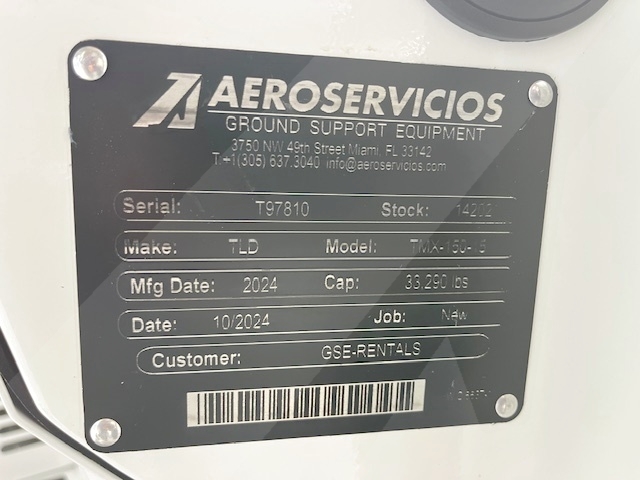 AEROSERVICIOS
GROUND SUPPORT EQUIPMENT
3750 NW 49th Street Miami, FL 33142
T:+1(305) 637.3040 info@aeroservicios.com
Serial: T97810 Stock:
Make: TLD Model:
Mfg Date: 2024 Cap: 33,290 lbs
Date: 10/2024 Job: New
Customer: GSE-RENTALS